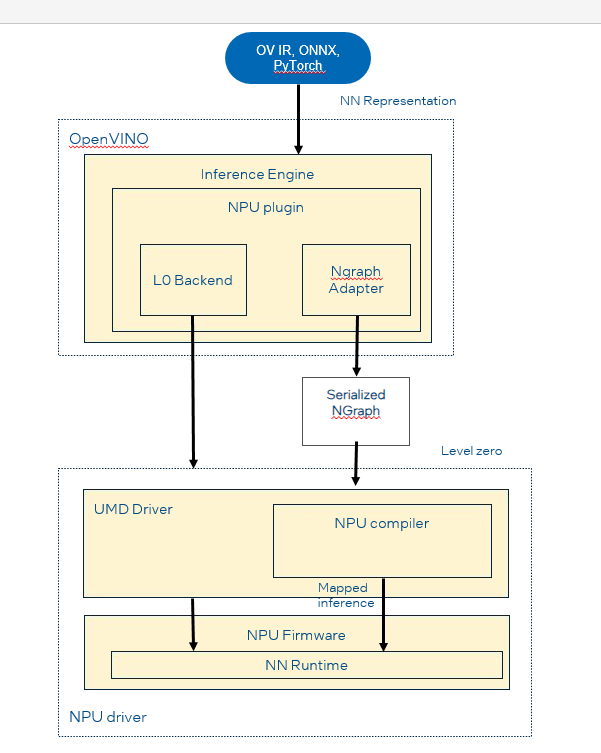 OV IR, ONNX,
PyTorch
NN Representation
OpenVINO
Inference Engine
NPU plugin
L0 Backend
Ngraph
Adapter
Serialized
NGraph
Level zero
UMD Driver
NPU compiler
Mapped
inference
NPU Firmware
NN Runtime
NPU driver